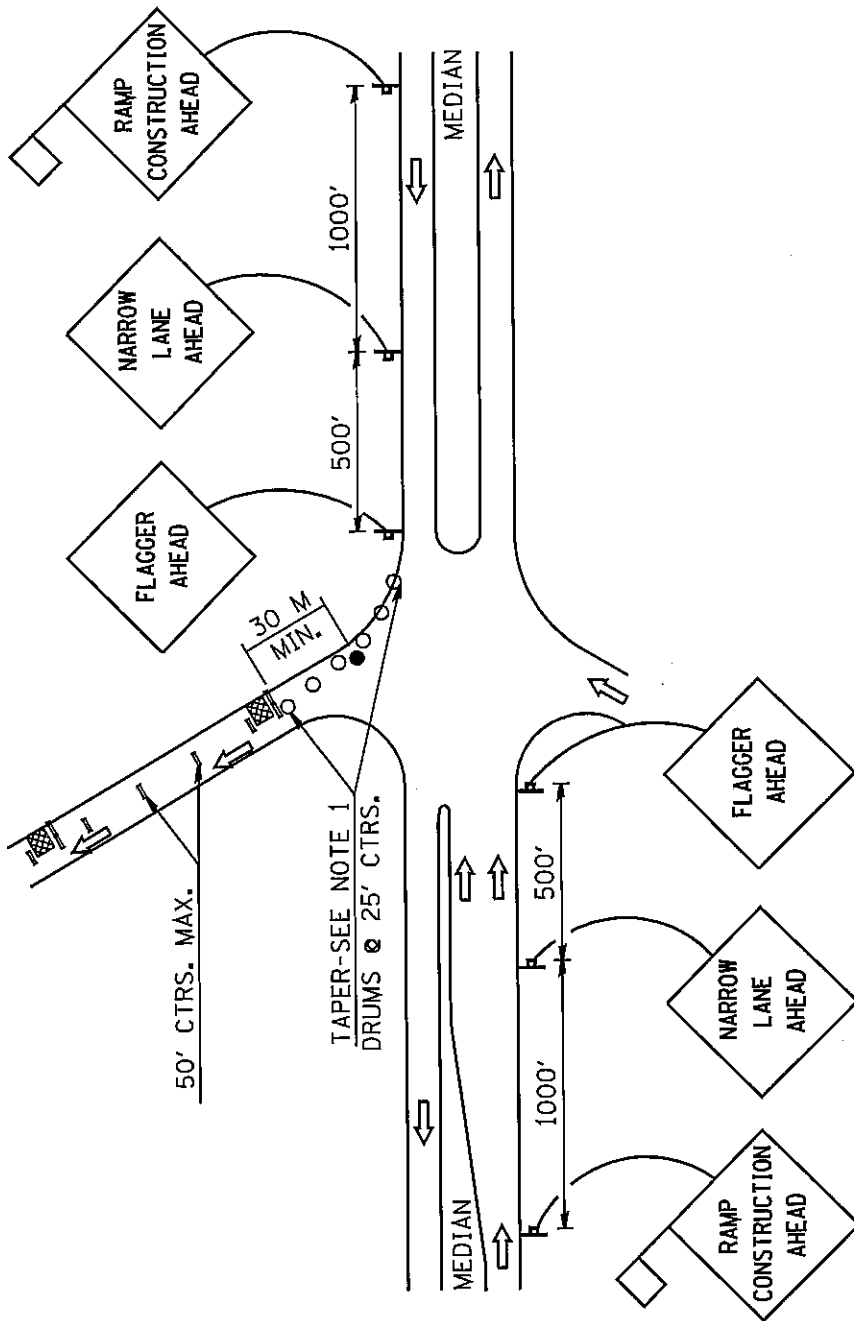 RAMP
CONSTRUCTION
AHEAD
NARROW
LANE
AHEAD
FLAGGER
AHEAD
1000'
500'
MEDIAN
30 M
MIN.
50' CTRS. MAX.
TAPER-SEE NOTE 1
DRUMS @ 25' CTRS.
MEDIAN
1000'
500'
RAMP
CONSTRUCTION
AHEAD
NARROW
LANE
AHEAD
FLAGGER
AHEAD